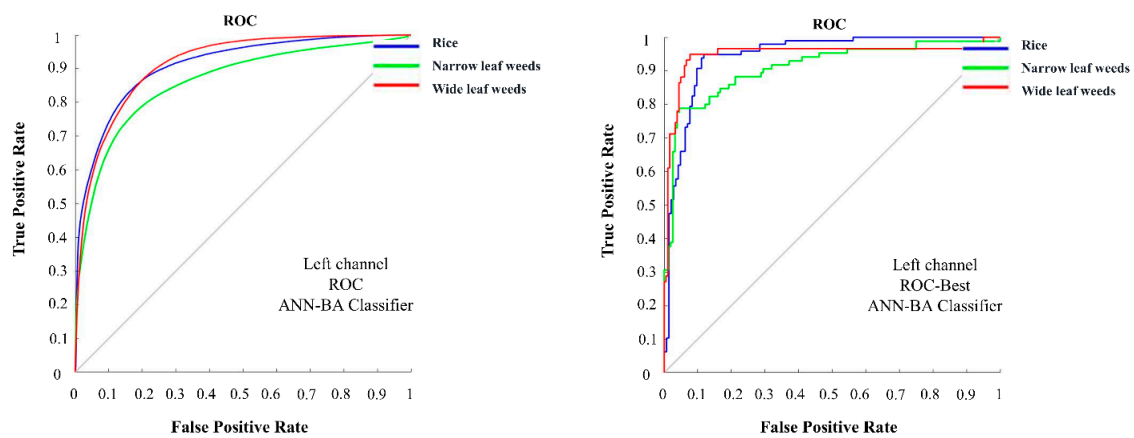 ROC
Rice
Narrow leaf weeds
Wide leaf weeds
True Positive Rate
1
0.9
0.8
0.7
0.6
0.5
0.4
0.3
0.2
0.1
0
0.1
0.2
0.3
0.4
0.5
0.6
0.7
0.8
0.9
1
False Positive Rate
Left channel
ROC
ANN-BA Classifier
ROC
Rice
Narrow leaf weeds
Wide leaf weeds
True Positive Rate
1
0.9
0.8
0.7
0.6
0.5
0.4
0.3
0.2
0.1
0
0.1
0.2
0.3
0.4
0.5
0.6
0.7
0.8
0.9
1
False Positive Rate
Left channel
ROC-Best
ANN-BA Classifier